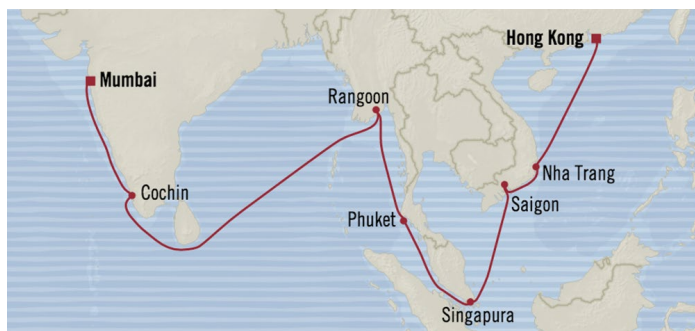 Hong Kong
Mumbai
Rangoon
Nha Trang
Cochin
Saigon
Phuket
Singapura